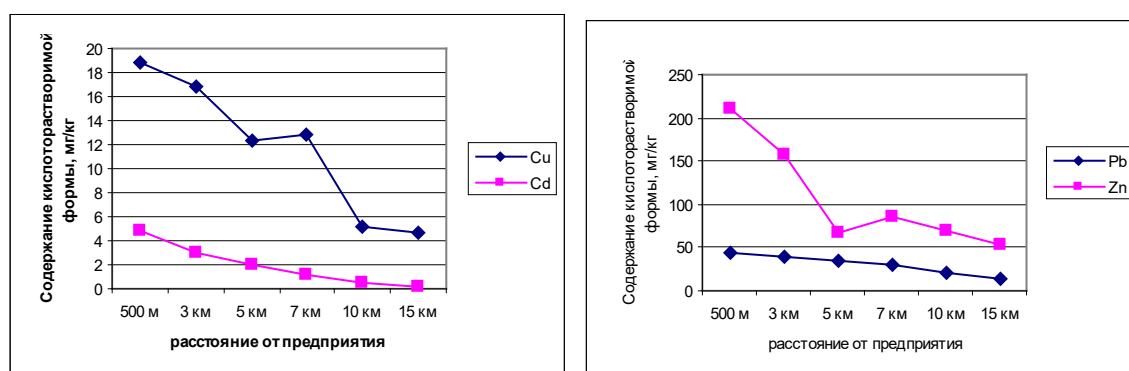 Содержание кислоторастворимой
формы, мг/кг
20
18
16
14
12
10
8
6
4
2
0
500 м 3 км 5 км 7 км 10 км 15 км
расстояние от предприятия
Cu
Cd
Содержание кислоторастворимой
формы, мг/кг
250
200
150
100
50
0
500 м 3 км 5 км 7 км 10 км 15 км
расстояние от предприятия
Pb
Zn